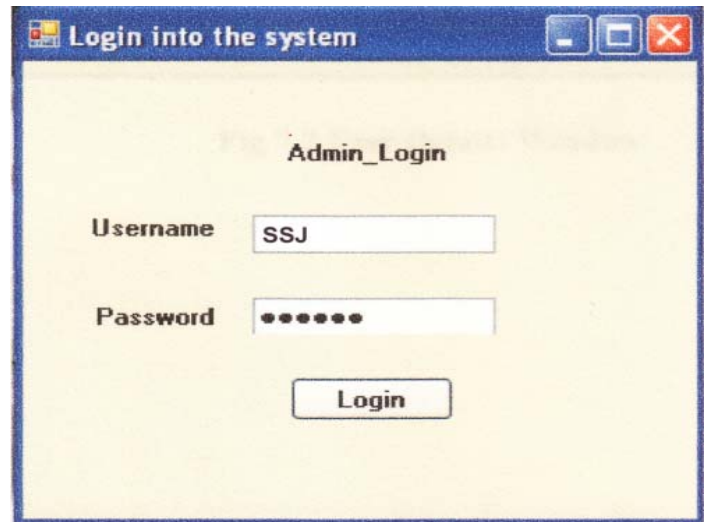 Login into the system
Admin_Login
Username SSJ
Password ●●●●●●
Login